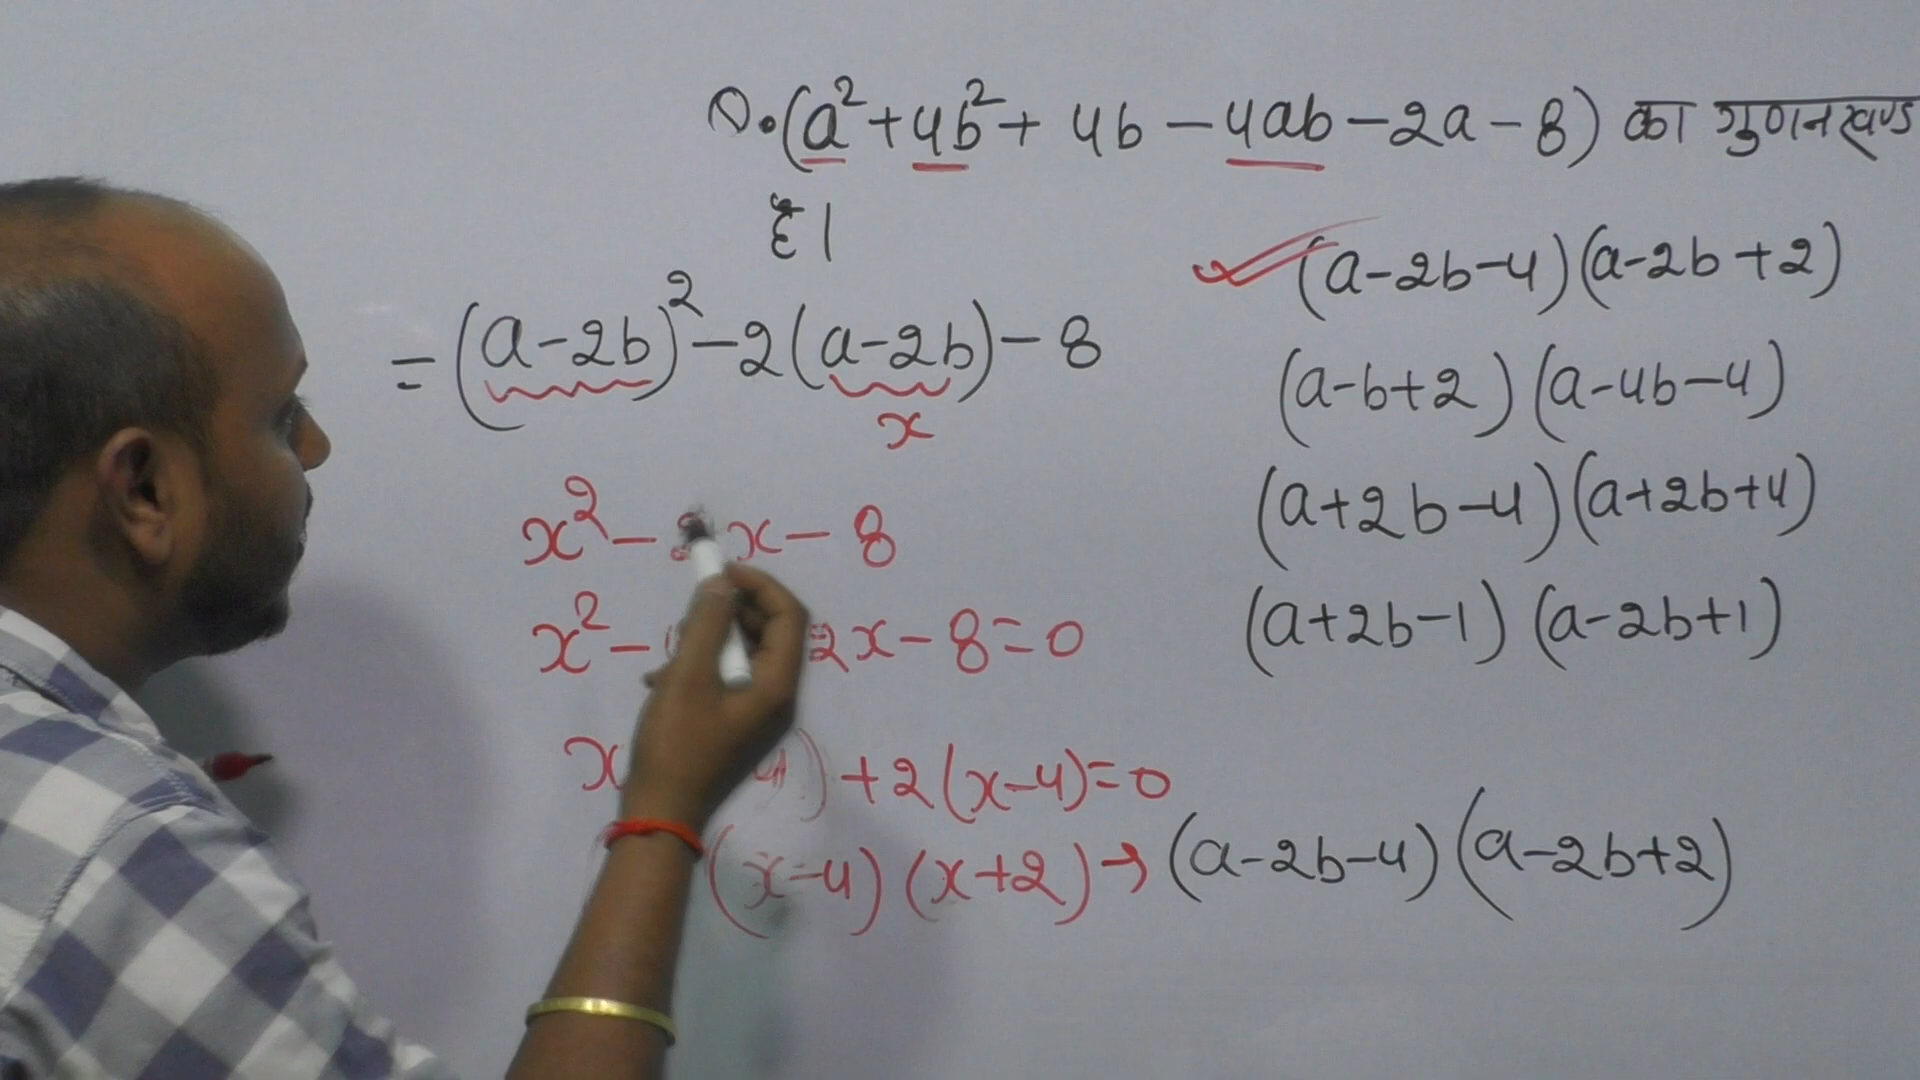 Q. (a²+4b²+4b-4ab-2a-8) का गुणनखण्ड
है।
=(a-2b)²-2(a-2b)-8
x
x²-2x-8
x²- 2x-8=0
x 4)+2(x-4)=0
(x-4)(x+2)→(a-2b-4)(a-2b+2)
(a-2b-4)(a-2b+2)
(a-b+2)(a-4b-4)
(a+2b-4)(a+2b+4)
(a+2b-1)(a-2b+1)